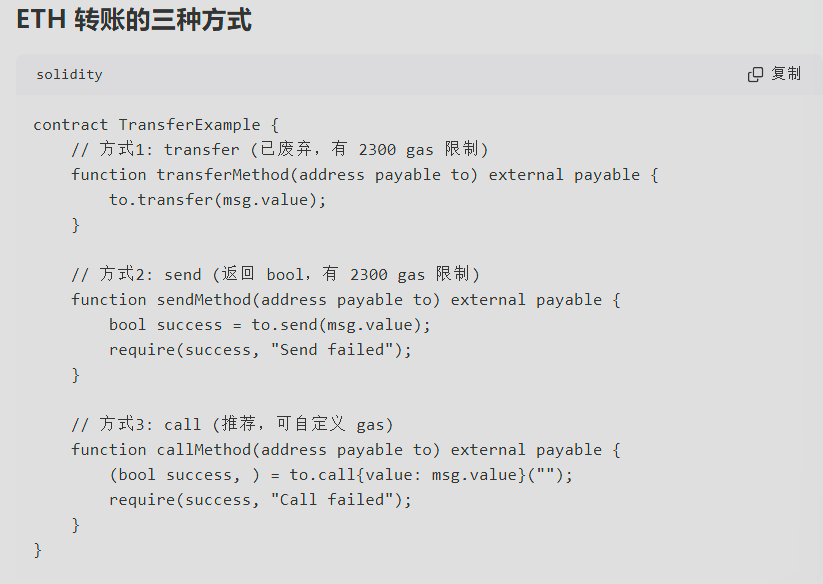 ETH 转账的三种方式
solidity 复制
contract TransferExample {
    // 方式1: transfer (已废弃，有 2300 gas 限制)
    function transferMethod(address payable to) external payable {
        to.transfer(msg.value);
    }

    // 方式2: send (返回 bool，有 2300 gas 限制)
    function sendMethod(address payable to) external payable {
        bool success = to.send(msg.value);
        require(success, "Send failed");
    }

    // 方式3: call (推荐，可自定义 gas)
    function callMethod(address payable to) external payable {
        (bool success, ) = to.call{value: msg.value}("");
        require(success, "Call failed");
    }
}